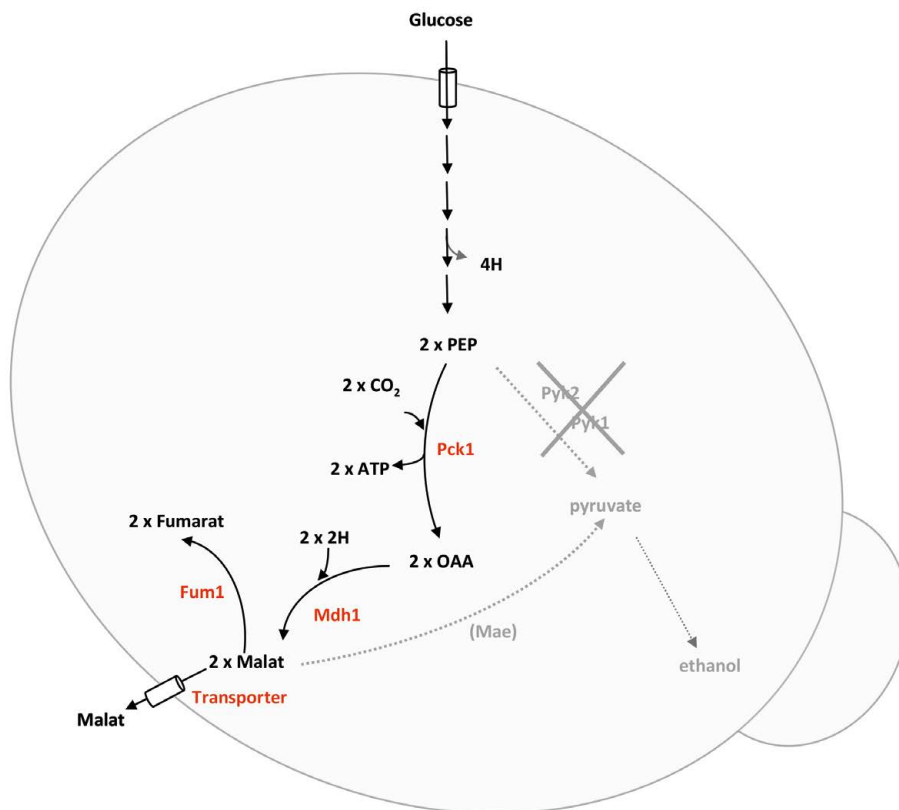 Glucose
4H
2 x PEP
2 x CO₂
Pyk2
Pyk1
Pck1
2 x ATP
pyruvate
2 x Fumarat
2 x 2H
2 x OAA
Fum1
Mdh1
(Mae)
2 x Malat
ethanol
Transporter
Malat